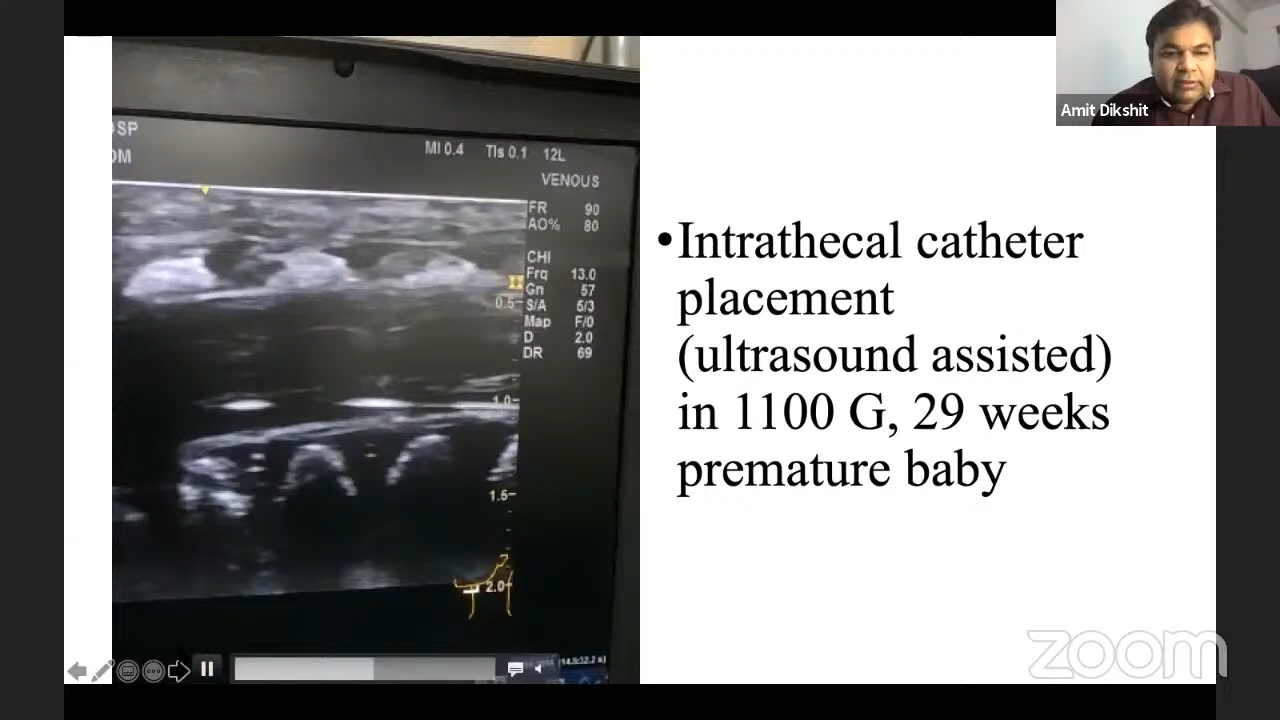 Amit Dikshit
OSP
OM
MI 0.4 TIs 0.1 12L
VENOUS
FR 90
AO% 80
CHI
Frq 13.0
Gn 57
S/A 5/3
Map F/0
D 2.0
DR 69
0.5
1.0
1.5
2.0
•Intrathecal catheter
placement
(ultrasound assisted)
in 1100 G, 29 weeks
premature baby
zoom